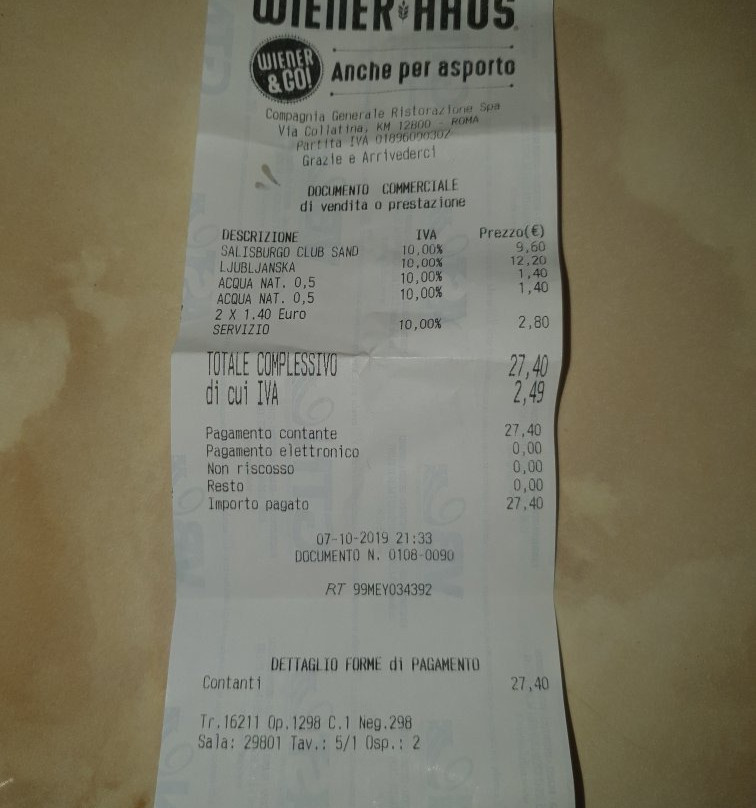 WIENER HAUS
WIENER & GO!
Anche per asporto
Compagnia Generale Ristorazione Spa
Via Collatina, KM 12800 - ROMA
Partita IVA 01896000302
Grazie e Arrivederci
DOCUMENTO COMMERCIALE
di vendita o prestazione
DESCRIZIONE IVA Prezzo(€)
SALISBURGO CLUB SAND 10,00% 9,60
LJUBLJANSKA 10,00% 12,20
ACQUA NAT. 0,5 10,00% 1,40
ACQUA NAT. 0,5 10,00% 1,40
2 X 1.40 Euro
SERVIZIO 10,00% 2,80
TOTALE COMPLESSIVO 27,40
di cui IVA 2,49
Pagamento contante 27,40
Pagamento elettronico 0,00
Non riscosso 0,00
Resto 0,00
Importo pagato 27,40
07-10-2019 21:33
DOCUMENTO N. 0108-0090
RT 99MEY034392
DETTAGLIO FORME di PAGAMENTO
Contanti 27,40
Tr.16211 Op.1298 C.1 Neg.298
Sala: 29801 Tav.: 5/1 Osp.: 2